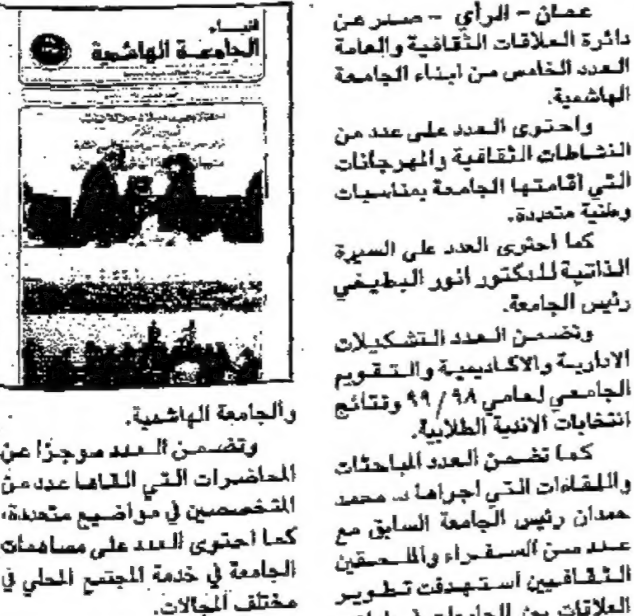 عمان - الرأي - صدر عن
دائرة العلاقات الثقافية والعامة
العدد الخامس من انباء الجامعة
الهاشمية.
واحتوى العدد على عدد من
النشاطات الثقافية والمهرجانات
التي اقامتها الجامعة بمناسبات
وطنية متعددة.
كما احتوى العدد على السيرة
الذاتية للدكتور انور البطيخي
رئيس الجامعة.
وتضمن العدد التشكيلات
الادارية والاكاديمية والتقويم
الجامعي لعامي ٩٨/ ٩٩ ونتائج
انتخابات الاندية الطلابية.
كما تضمن العدد المباحثات
واللقاءات التي اجراها د. محمد
حمدان رئيس الجامعة السابق مع
عدد من السفراء والملحقين
الثقافيين استهدفت تطوير
العلاقات بين الجامعات في
أنباء
الجامعة الهاشمية
والجامعة الهاشمية.
وتضمن العدد موجزا عن
المحاضرات التي القاها عدد من
المتخصصين في مواضيع متعددة،
كما احتوى العدد على مساهمات
الجامعة في خدمة المجتمع المحلي في
مختلف المجالات.